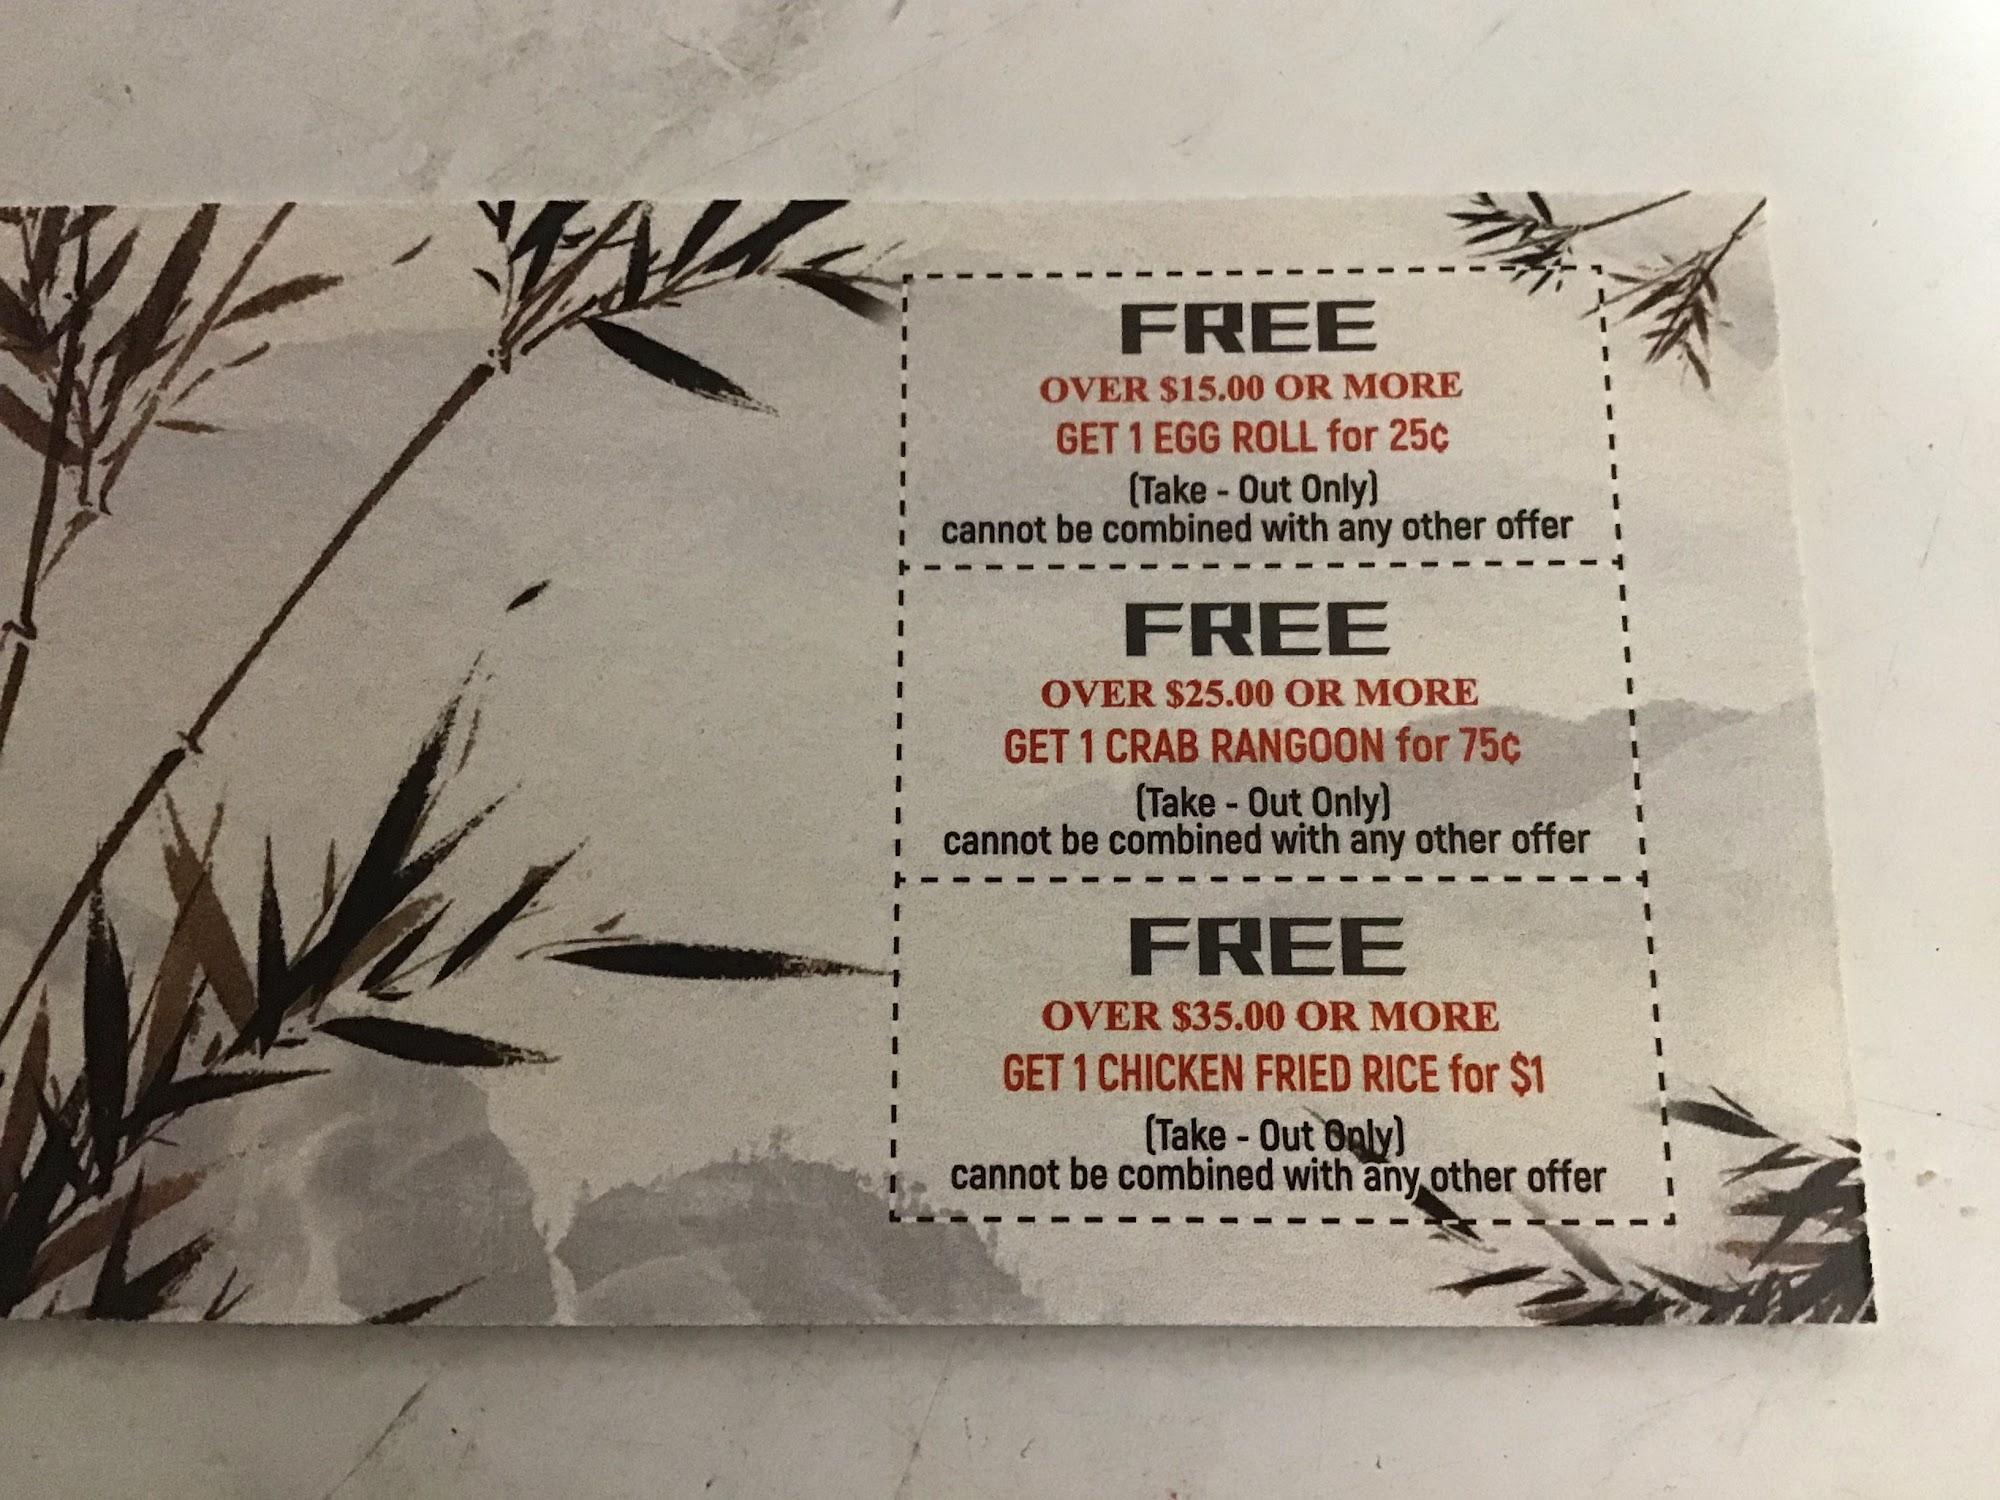 FREE
OVER $15.00 OR MORE
GET 1 EGG ROLL for 25¢
(Take - Out Only)
cannot be combined with any other offer
FREE
OVER $25.00 OR MORE
GET 1 CRAB RANGOON for 75¢
(Take - Out Only)
cannot be combined with any other offer
FREE
OVER $35.00 OR MORE
GET 1 CHICKEN FRIED RICE for $1
(Take - Out Only)
cannot be combined with any other offer